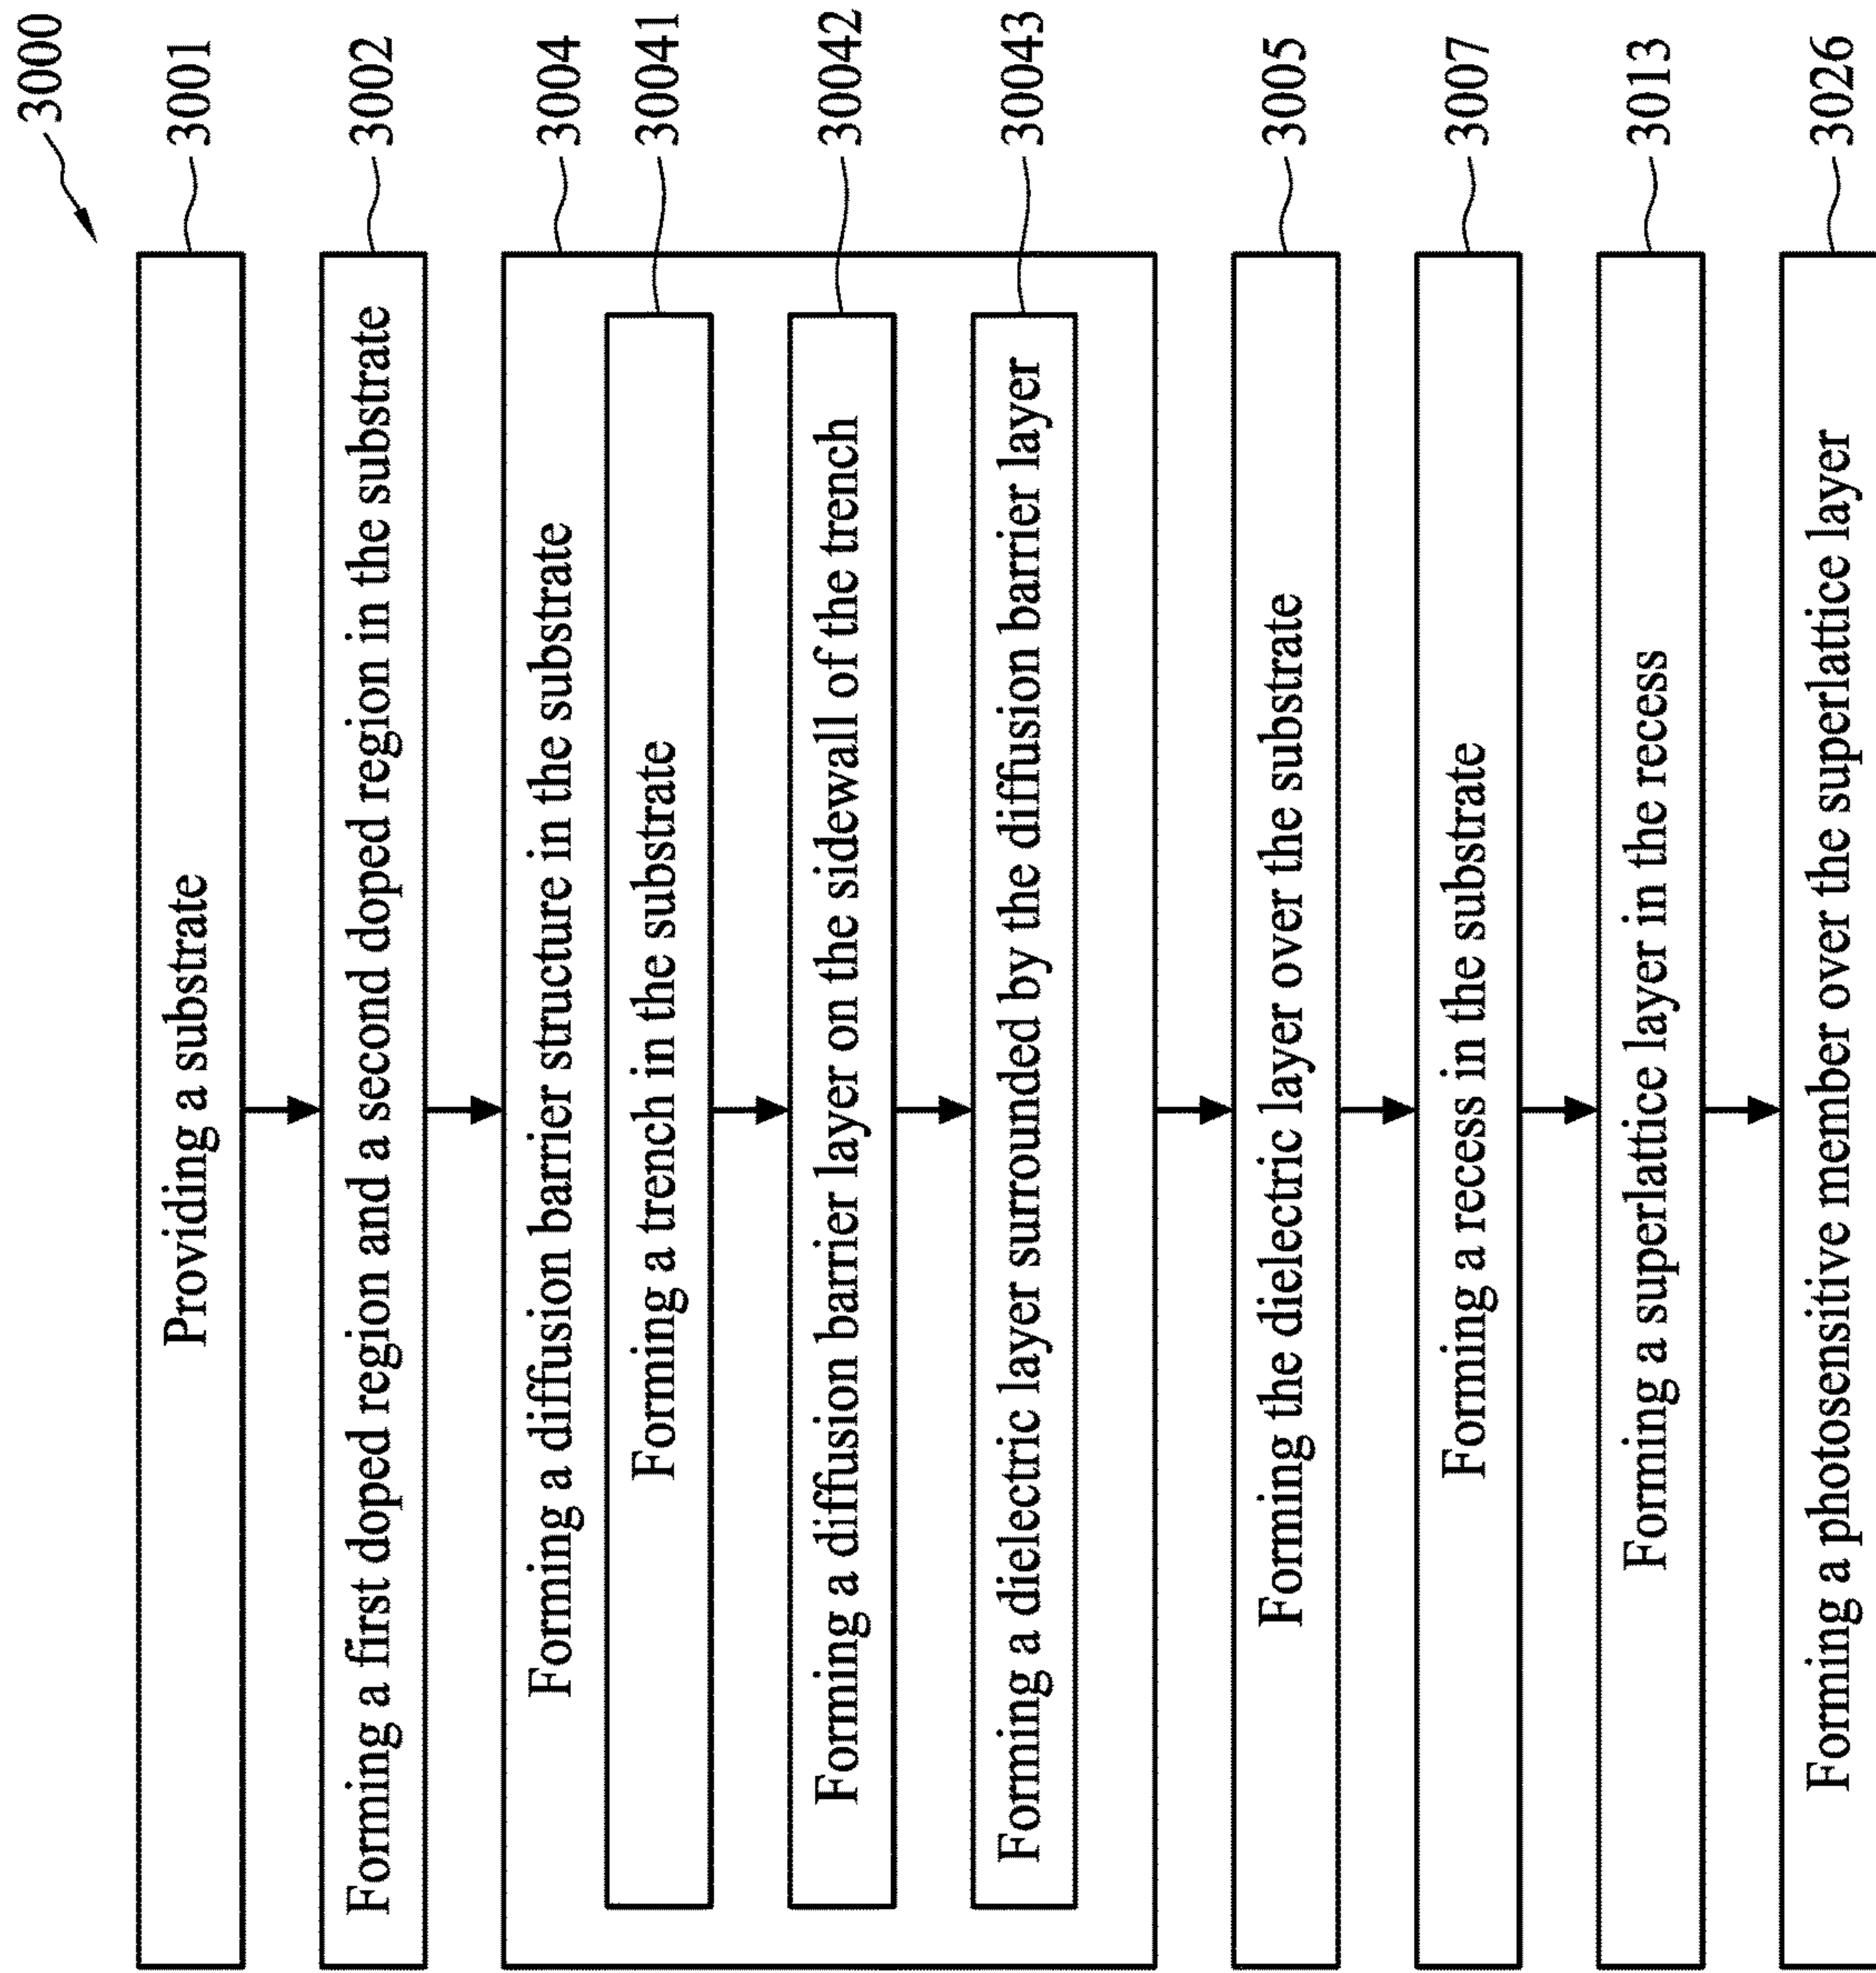 3000
Providing a substrate
3001
Forming a first doped region and a second doped region in the substrate
3002
Forming a diffusion barrier structure in the substrate
3004
Forming a trench in the substrate
30041
Forming a diffusion barrier layer on the sidewall of the trench
30042
Forming a dielectric layer surrounded by the diffusion barrier layer
30043
Forming the dielectric layer over the substrate
3005
Forming a recess in the substrate
3007
Forming a superlattice layer in the recess
3013
Forming a photosensitive member over the superlattice layer
3026